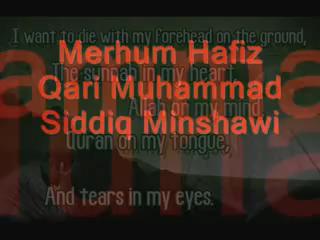 I want to die with my forehead on the ground,
Merhum Hafiz
The sunnah in my heart,
Qari Muhammad
Allah on my mind,
Siddiq Minshawi
Quran on my tongue,
And tears in my eyes.